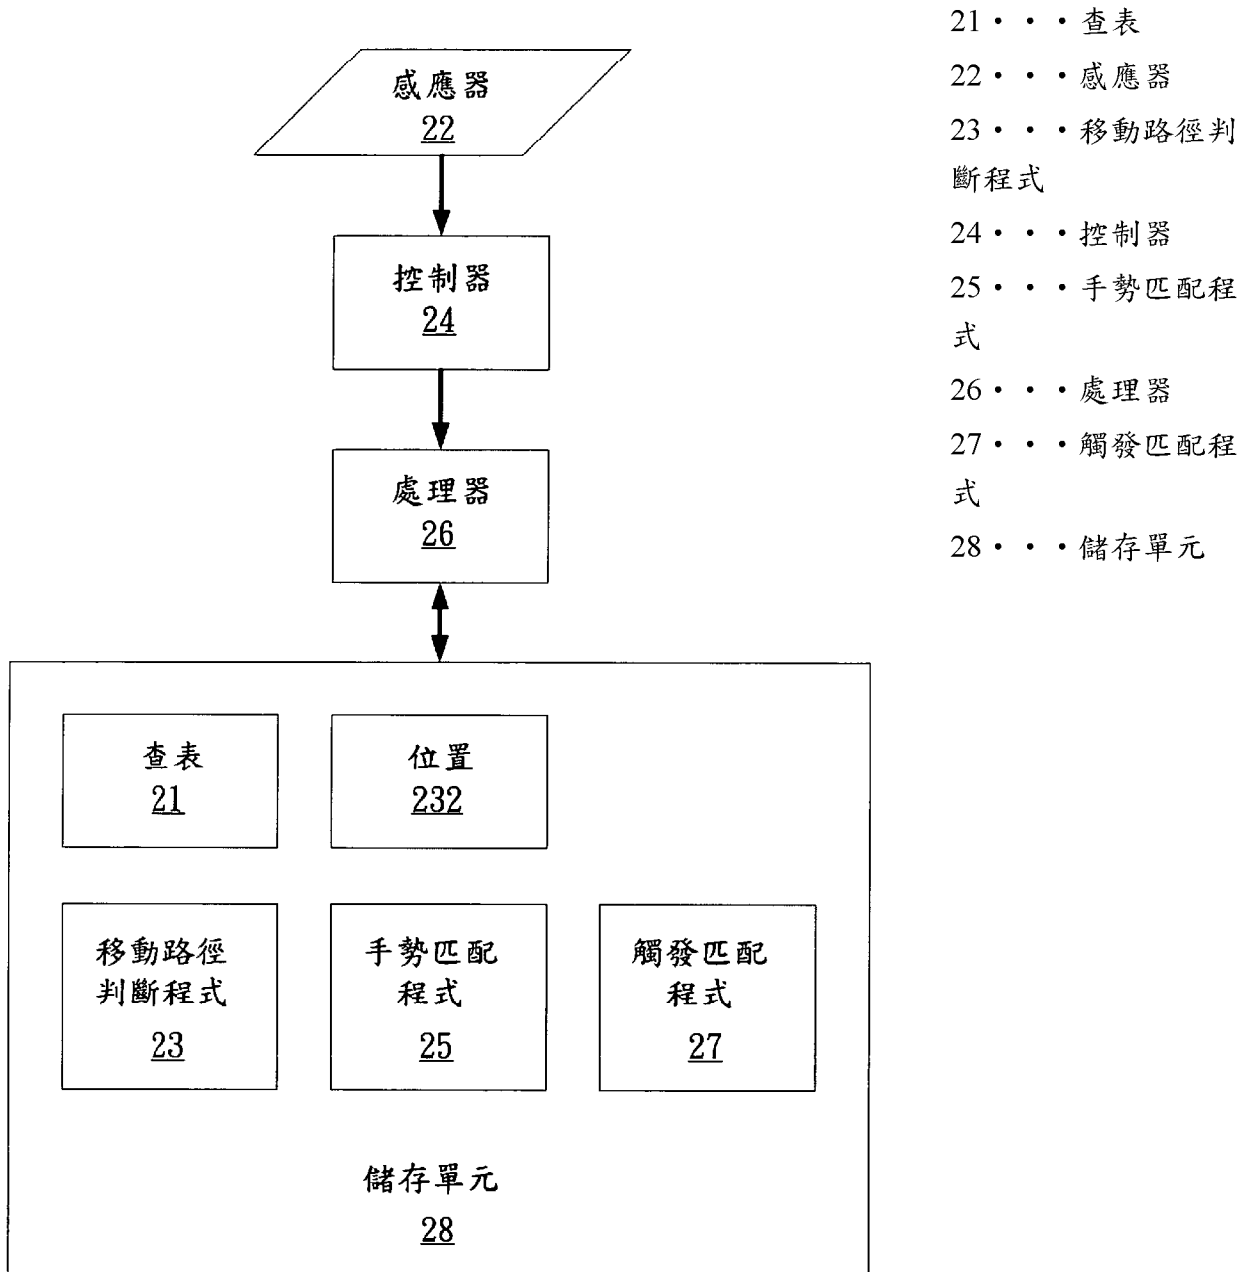 感應器
22
控制器
24
處理器
26
查表
21
位置
232
移動路徑
判斷程式
23
手勢匹配
程式
25
觸發匹配
程式
27
儲存單元
28
21・・・查表
22・・・感應器
23・・・移動路徑判
斷程式
24・・・控制器
25・・・手勢匹配程
式
26・・・處理器
27・・・觸發匹配程
式
28・・・儲存單元